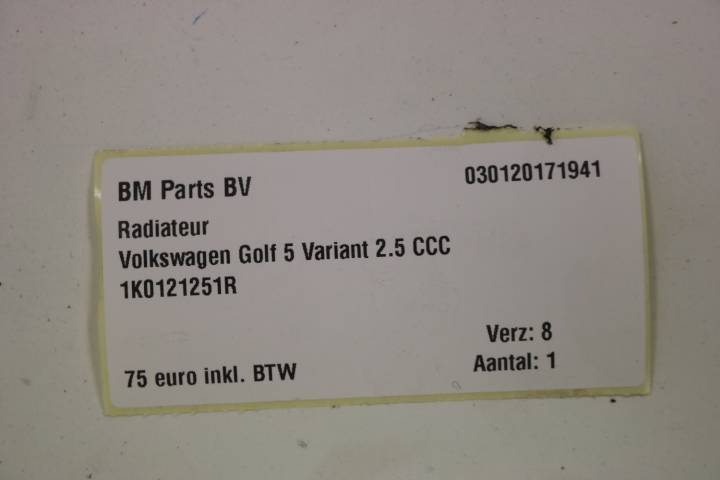 BM Parts BV
030120171941
Radiateur
Volkswagen Golf 5 Variant 2.5 CCC
1K0121251R
Verz: 8
75 euro inkl. BTW
Aantal: 1